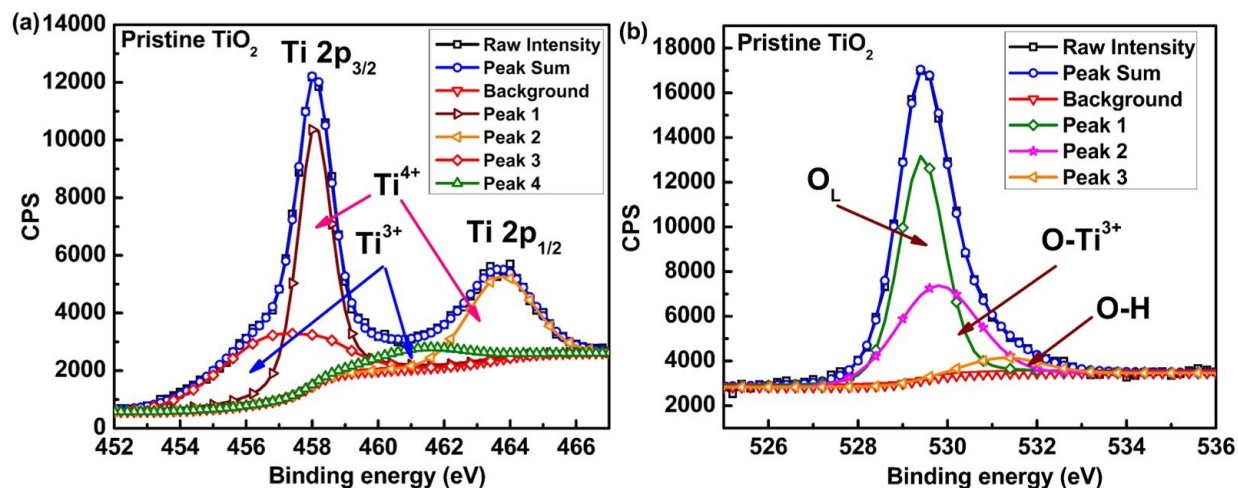 (a)
Pristine TiO₂
Ti 2p₃/₂
Raw Intensity
Peak Sum
Background
Peak 1
Peak 2
Peak 3
Peak 4
Ti⁴⁺
Ti³⁺
Ti 2p₁/₂
CPS
14000
12000
10000
8000
6000
4000
2000
0
452 454 456 458 460 462 464 466
Binding energy (eV)
(b)
Pristine TiO₂
Raw Intensity
Peak Sum
Background
Peak 1
Peak 2
Peak 3
O_L
O-Ti³⁺
O-H
CPS
18000
16000
14000
12000
10000
8000
6000
4000
2000
526 528 530 532 534 536
Binding energy (eV)